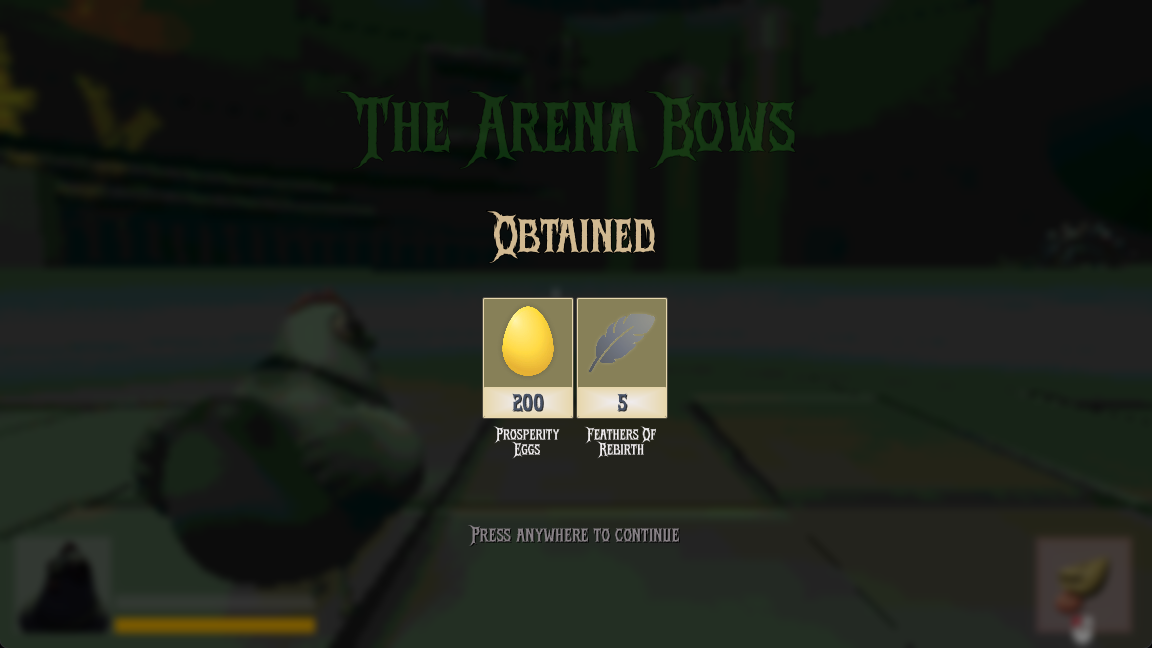 The Arena Bows
Obtained
200
5
Prosperity
Eggs
Feathers Of
Rebirth
Press anywhere to continue